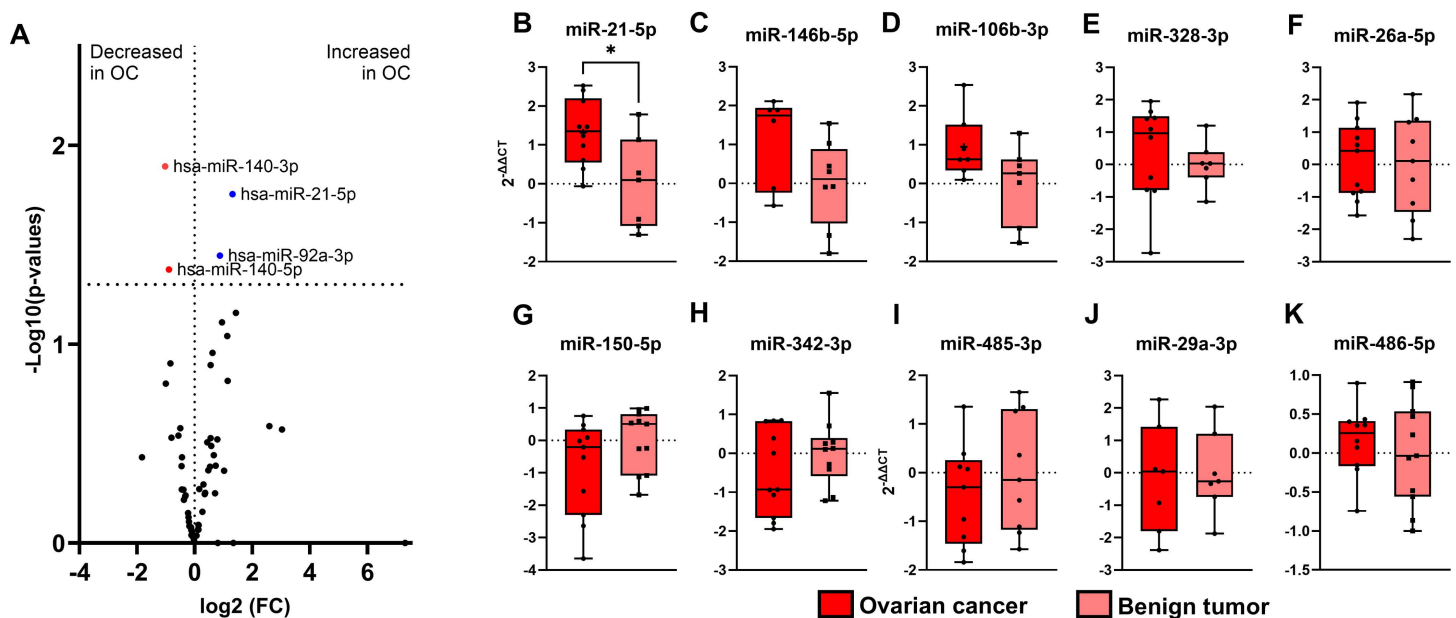 A
Decreased
in OC
Increased
in OC
-Log10(p-values)
2
1
0
hsa-miR-140-3p
hsa-miR-21-5p
hsa-miR-92a-3p
hsa-miR-140-5p
-4 -2 0 2 4 6
log2 (FC)
B
miR-21-5p
*
2-ΔΔCT
3
2
1
0
-1
-2
C
miR-146b-5p
3
2
1
0
-1
-2
D
miR-106b-3p
3
2
1
0
-1
-2
E
miR-328-3p
3
2
1
0
-1
-2
-3
F
miR-26a-5p
3
2
1
0
-1
-2
-3
G
miR-150-5p
2
1
0
-1
-2
-3
-4
H
miR-342-3p
2
1
0
-1
-2
-3
I
miR-485-3p
2-ΔΔCT
2
1
0
-1
-2
J
miR-29a-3p
3
2
1
0
-1
-2
-3
K
miR-486-5p
1.0
0.5
0.0
-0.5
-1.0
-1.5
Ovarian cancer
Benign tumor